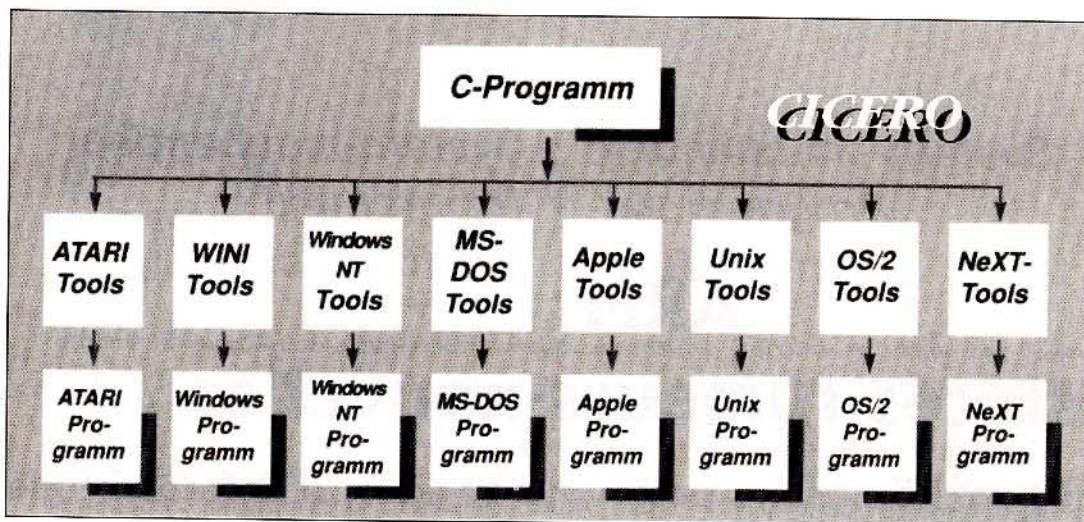 C-Programm
CICERO
ATARI
Tools
WINI
Tools
Windows
NT
Tools
MS-
DOS
Tools
Apple
Tools
Unix
Tools
OS/2
Tools
NeXT-
Tools
ATARI
Pro-
gramm
Windows
Pro-
gramm
Windows
NT
Pro-
gramm
MS-DOS
Pro-
gramm
Apple
Pro-
gramm
Unix
Pro-
gramm
OS/2
Pro-
gramm
NeXT
Pro-
gramm